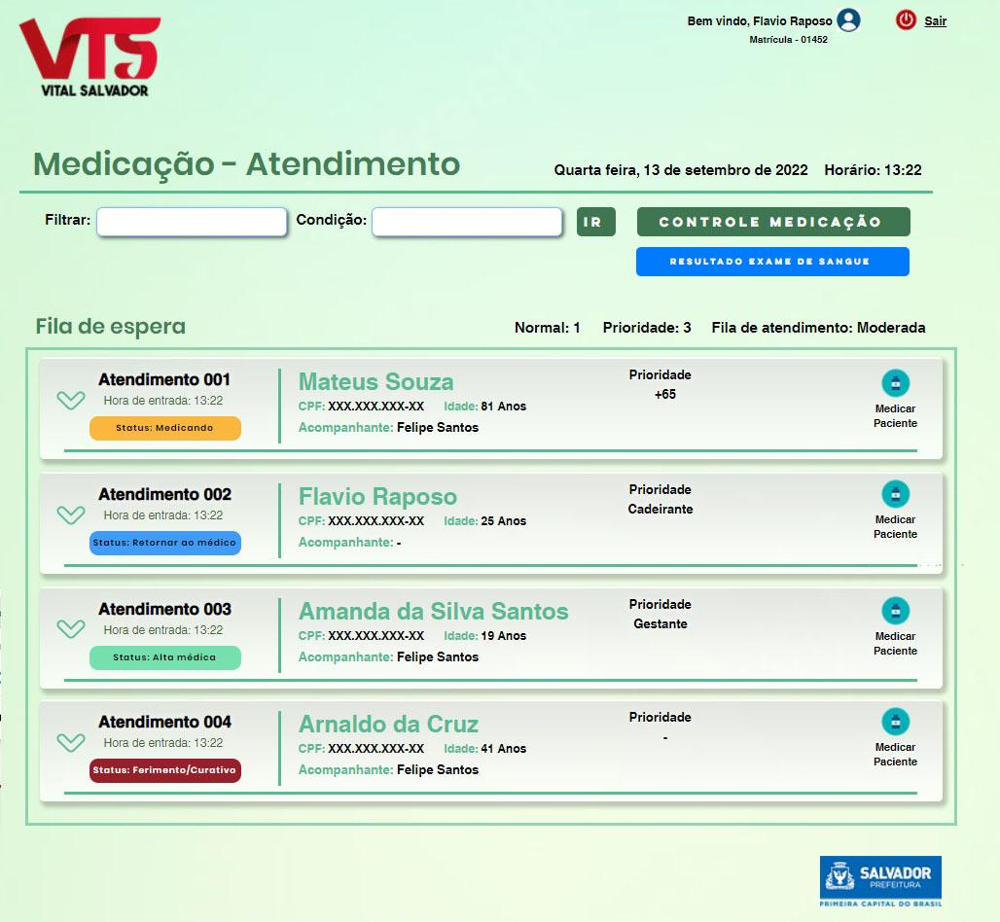 VTS
VITAL SALVADOR
Bem vindo, Flavio Raposo
Matrícula - 01452
Sair
Medicação - Atendimento
Quarta feira, 13 de setembro de 2022 Horário: 13:22
Filtrar: Condição: IR CONTROLE MEDICAÇÃO
RESULTADO EXAME DE SANGUE
Fila de espera
Normal: 1 Prioridade: 3 Fila de atendimento: Moderada
Atendimento 001
Hora de entrada: 13:22
Status: Medicando
Mateus Souza
CPF: XXX.XXX.XXX-XX Idade: 81 Anos
Acompanhante: Felipe Santos
Prioridade
+65
Medicar
Paciente
Atendimento 002
Hora de entrada: 13:22
Status: Retornar ao médico
Flavio Raposo
CPF: XXX.XXX.XXX-XX Idade: 25 Anos
Acompanhante: -
Prioridade
Cadeirante
Medicar
Paciente
Atendimento 003
Hora de entrada: 13:22
Status: Alta médica
Amanda da Silva Santos
CPF: XXX.XXX.XXX-XX Idade: 19 Anos
Acompanhante: Felipe Santos
Prioridade
Gestante
Medicar
Paciente
Atendimento 004
Hora de entrada: 13:22
Status: Ferimento/Curativo
Arnaldo da Cruz
CPF: XXX.XXX.XXX-XX Idade: 41 Anos
Acompanhante: Felipe Santos
Prioridade
-
Medicar
Paciente
SALVADOR
PREFEITURA
PRIMEIRA CAPITAL DO BRASIL